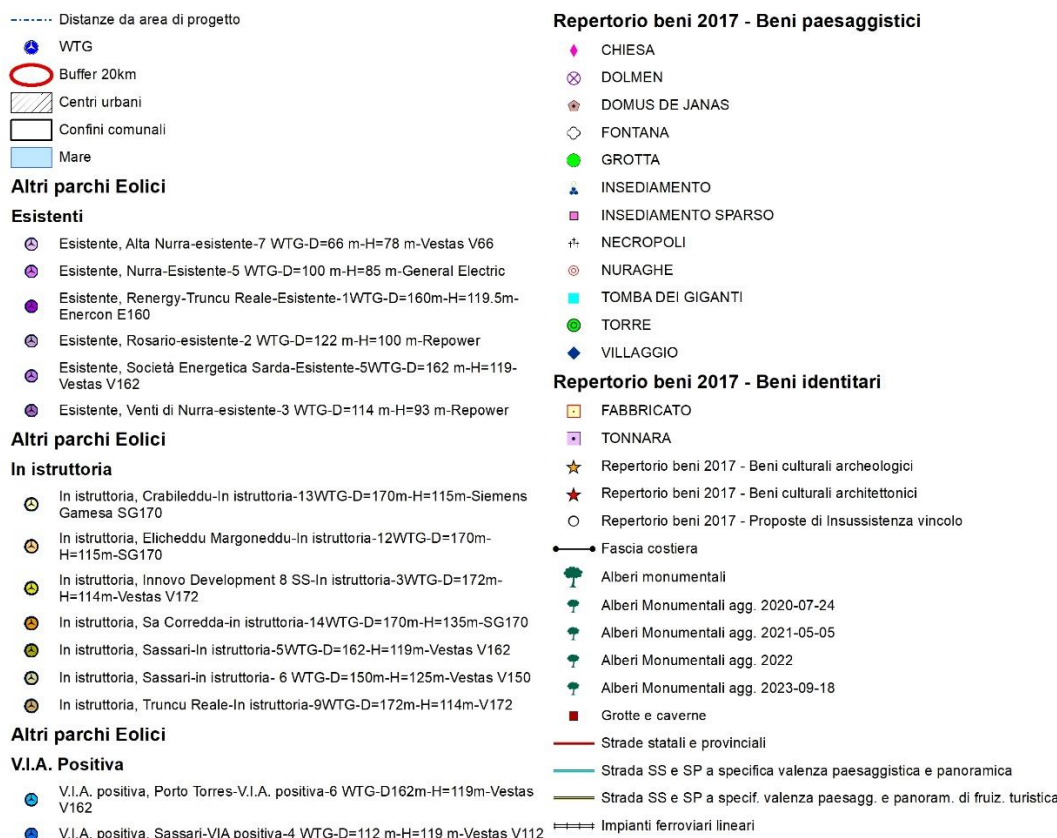 Distanze da area di progetto
WTG
Buffer 20km
Centri urbani
Confini comunali
Mare
Altri parchi Eolici
Esistenti
Esistente, Alta Nurra-esistente-7 WTG-D=66 m-H=78 m-Vestas V66
Esistente, Nurra-Esistente-5 WTG-D=100 m-H=85 m-General Electric
Esistente, Renergy-Truncu Reale-Esistente-1WTG-D=160m-H=119.5m-
Enercon E160
Esistente, Rosario-esistente-2 WTG-D=122 m-H=100 m-Repower
Esistente, Società Energetica Sarda-Esistente-5WTG-D=162 m-H=119-
Vestas V162
Esistente, Venti di Nurra-esistente-3 WTG-D=114 m-H=93 m-Repower
Altri parchi Eolici
In istruttoria
In istruttoria, Crabileddu-In istruttoria-13WTG-D=170m-H=115m-Siemens
Gamesa SG170
In istruttoria, Elicheddu Margoneddu-In istruttoria-12WTG-D=170m-
H=115m-SG170
In istruttoria, Innovo Development 8 SS-In istruttoria-3WTG-D=172m-
H=114m-Vestas V172
In istruttoria, Sa Corredda-in istruttoria-14WTG-D=170m-H=135m-SG170
In istruttoria, Sassari-In istruttoria-5WTG-D=162-H=119m-Vestas V162
In istruttoria, Sassari-in istruttoria- 6 WTG-D=150m-H=125m-Vestas V150
In istruttoria, Truncu Reale-In istruttoria-9WTG-D=172m-H=114m-V172
Altri parchi Eolici
V.I.A. Positiva
V.I.A. positiva, Porto Torres-V.I.A. positiva-6 WTG-D162m-H=119m-Vestas
V162
V.I.A. positiva, Sassari-VIA positiva-4 WTG-D=112 m-H=119 m-Vestas V112
Repertorio beni 2017 - Beni paesaggistici
CHIESA
DOLMEN
DOMUS DE JANAS
FONTANA
GROTTA
INSEDIAMENTO
INSEDIAMENTO SPARSO
NECROPOLI
NURAGHE
TOMBA DEI GIGANTI
TORRE
VILLAGGIO
Repertorio beni 2017 - Beni identitari
FABBRICATO
TONNARA
Repertorio beni 2017 - Beni culturali archeologici
Repertorio beni 2017 - Beni culturali architettonici
Repertorio beni 2017 - Proposte di Insussistenza vincolo
Fascia costiera
Alberi monumentali
Alberi Monumentali agg. 2020-07-24
Alberi Monumentali agg. 2021-05-05
Alberi Monumentali agg. 2022
Alberi Monumentali agg. 2023-09-18
Grotte e caverne
Strade statali e provinciali
Strada SS e SP a specifica valenza paesaggistica e panoramica
Strada SS e SP a specif. valenza paesagg. e panoram. di fruiz. turistica
Impianti ferroviari lineari